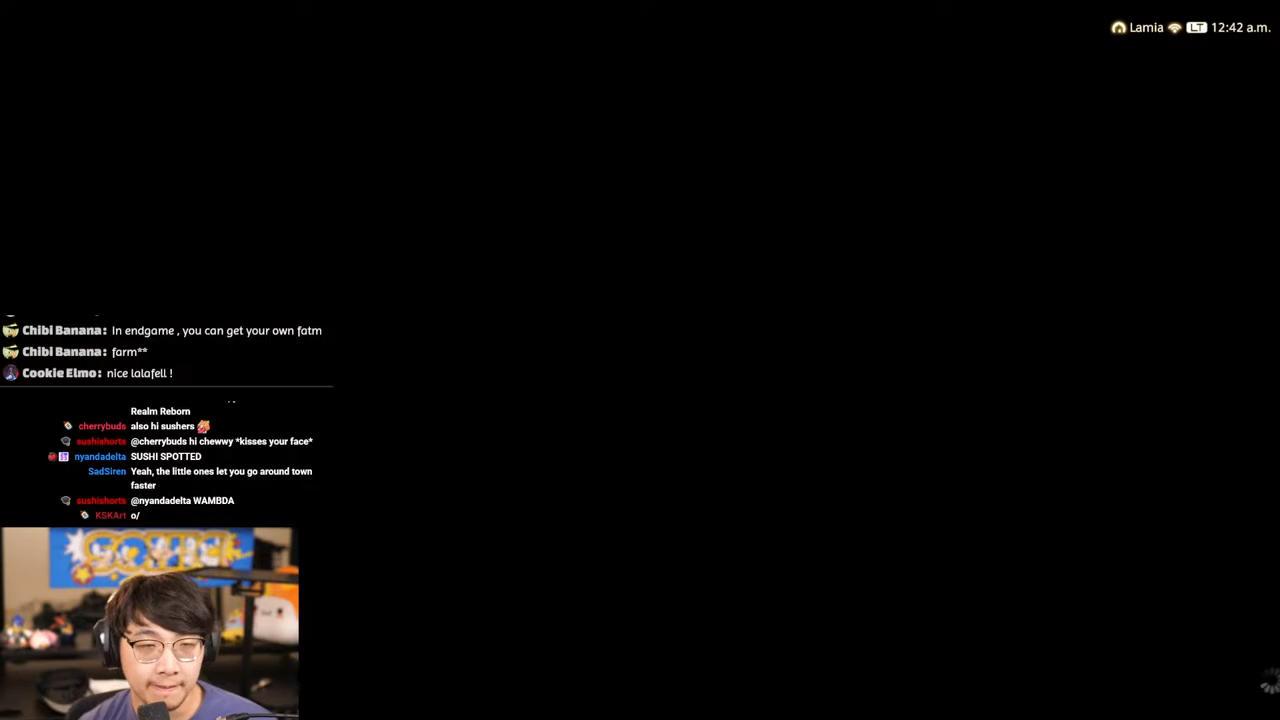 Lamia LT 12:42 a.m.
Chibi Banana: In endgame , you can get your own fatm
Chibi Banana: farm**
Cookie Elmo: nice lalafell !
Realm Reborn
cherrybuds also hi sushers
sushishorts @cherrybuds hi chewwy *kisses your face*
nyandadelta SUSHI SPOTTED
SadSiren Yeah, the little ones let you go around town
faster
sushishorts @nyandadelta WAMBDA
KSKArt o/
SONIC